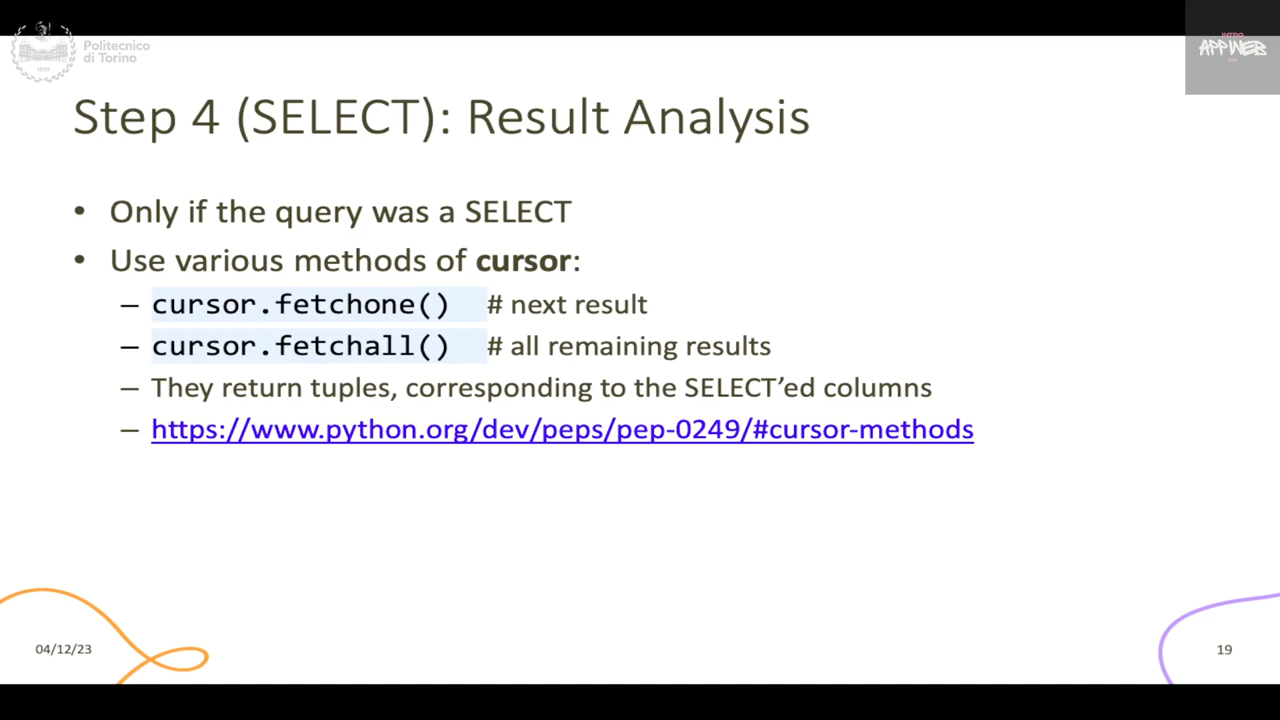 Politecnico
di Torino
INTRO
APPWEB
Step 4 (SELECT): Result Analysis
• Only if the query was a SELECT
• Use various methods of cursor:
– cursor.fetchone() # next result
– cursor.fetchall() # all remaining results
– They return tuples, corresponding to the SELECT’ed columns
– https://www.python.org/dev/peps/pep-0249/#cursor-methods
04/12/23
19